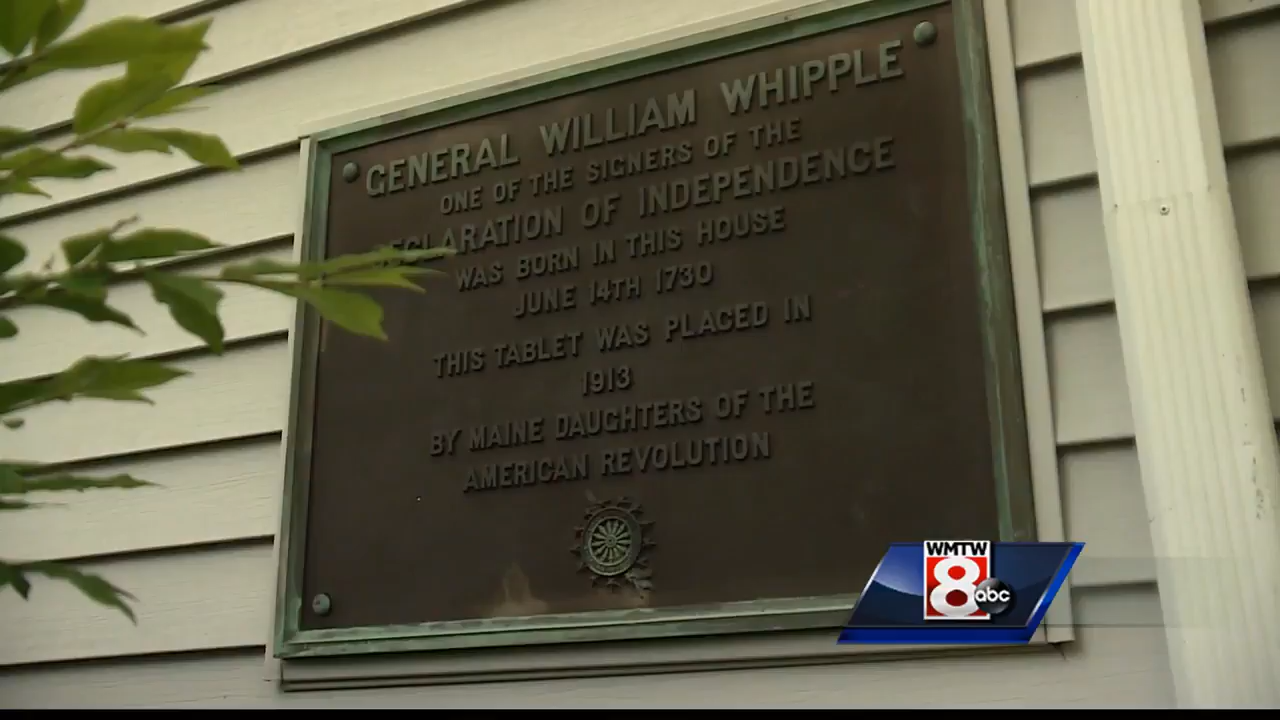 GENERAL WILLIAM WHIPPLE
ONE OF THE SIGNERS OF THE
DECLARATION OF INDEPENDENCE
WAS BORN IN THIS HOUSE
JUNE 14TH 1730
THIS TABLET WAS PLACED IN
1913
BY MAINE DAUGHTERS OF THE
AMERICAN REVOLUTION
WMTW
8
abc